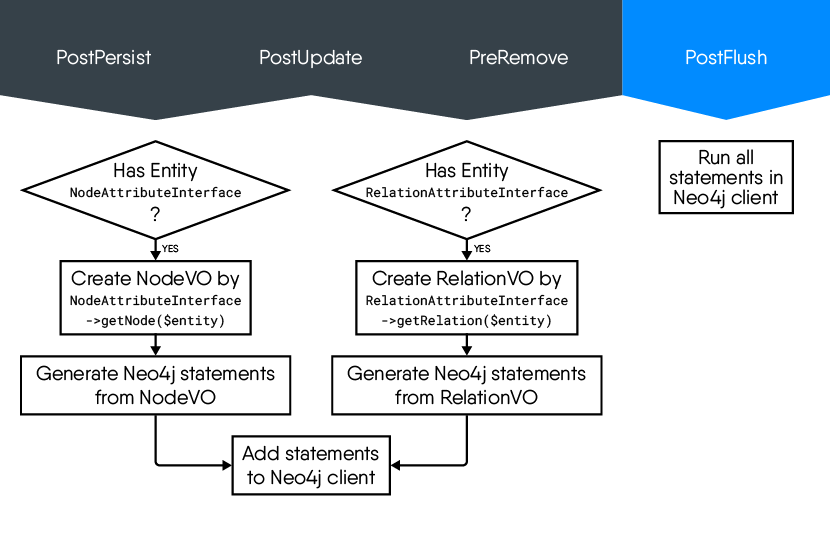 PostPersist
PostUpdate
PreRemove
PostFlush
Has Entity
NodeAttributeInterface
?
YES
Create NodeVO by
NodeAttributeInterface
->getNode($entity)
Generate Neo4j statements
from NodeVO
Has Entity
RelationAttributeInterface
?
YES
Create RelationVO by
RelationAttributeInterface
->getRelation($entity)
Generate Neo4j statements
from RelationVO
Add statements
to Neo4j client
Run all
statements in
Neo4j client